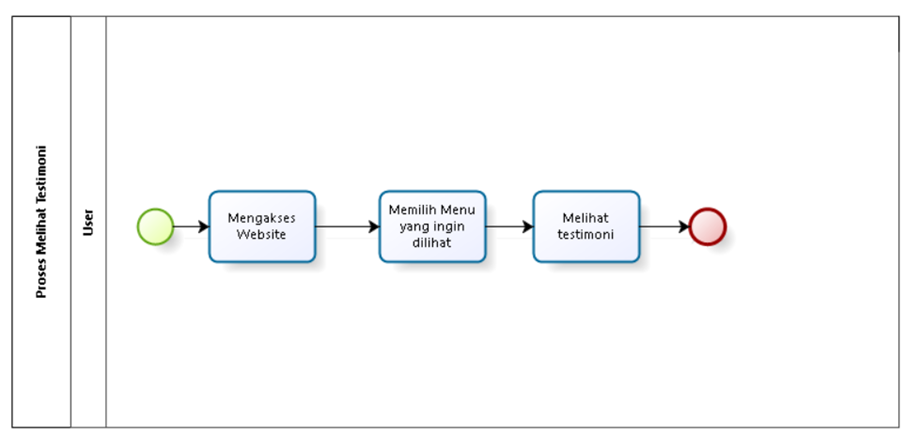 Proses Melihat Testimoni
User
Mengakses
Website
Memilih Menu
yang ingin
dilihat
Melihat
testimoni